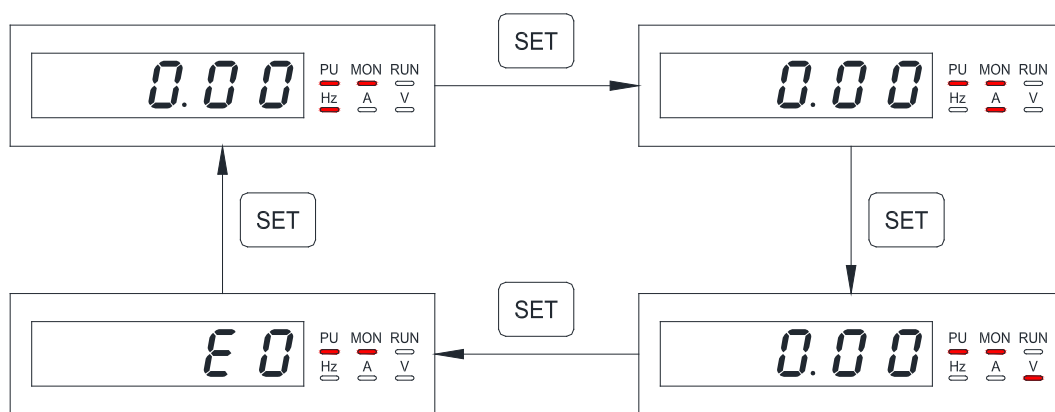 SET
0.00
PU MON RUN
Hz A V
0.00
PU MON RUN
Hz A V
SET
SET
SET
E0
PU MON RUN
Hz A V
0.00
PU MON RUN
Hz A V